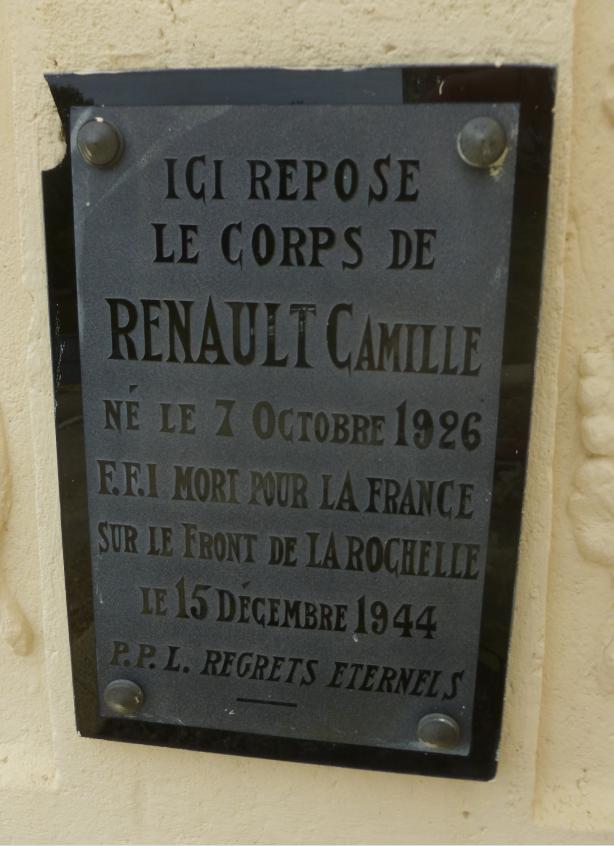 ICI REPOSE
LE CORPS DE
RENAULT CAMILLE
NÉ LE 7 OCTOBRE 1926
F.F.I MORT POUR LA FRANCE
SUR LE FRONT DE LA ROCHELLE
LE 15 DÉCEMBRE 1944
P.P.L. REGRETS ETERNELS